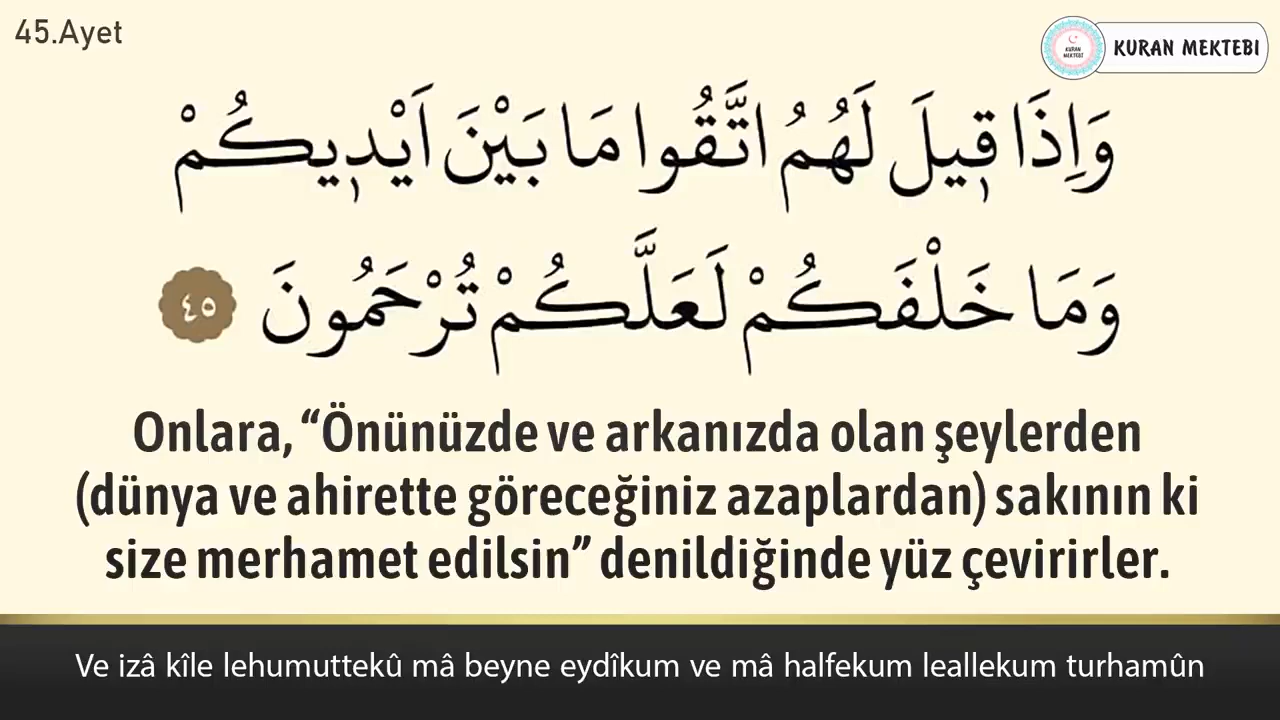 45.Ayet
KURAN MEKTEBI
KURAN
MEKTEBİ
وَاِذَا قٖيلَ لَهُمُ اتَّقُوا مَا بَيْنَ اَيْدٖيكُمْ
وَمَا خَلْفَكُمْ لَعَلَّكُمْ تُرْحَمُونَ ٤٥
Onlara, “Önünüzde ve arkanızda olan şeylerden
(dünya ve ahirette göreceğiniz azaplardan) sakının ki
size merhamet edilsin” denildiğinde yüz çevirirler.
Ve izâ kîle lehumuttekû mâ beyne eydîkum ve mâ halfekum leallekum turhamûn